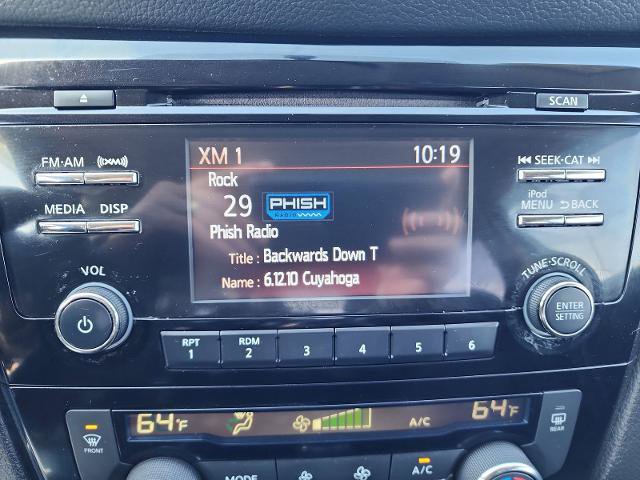 SCAN
FM·AM
XM
SEEK·CAT
MEDIA DISP
iPod
MENU BACK
XM 1 10:19
Rock
29 PHISH
RADIO
Phish Radio
Title : Backwards Down T
Name : 6.12.10 Cuyahoga
VOL
TUNE·SCROLL
ENTER
SETTING
RPT
1
RDM
2
3
4
5
6
64°F A/C 64°F
FRONT
REAR
MODE
A/C